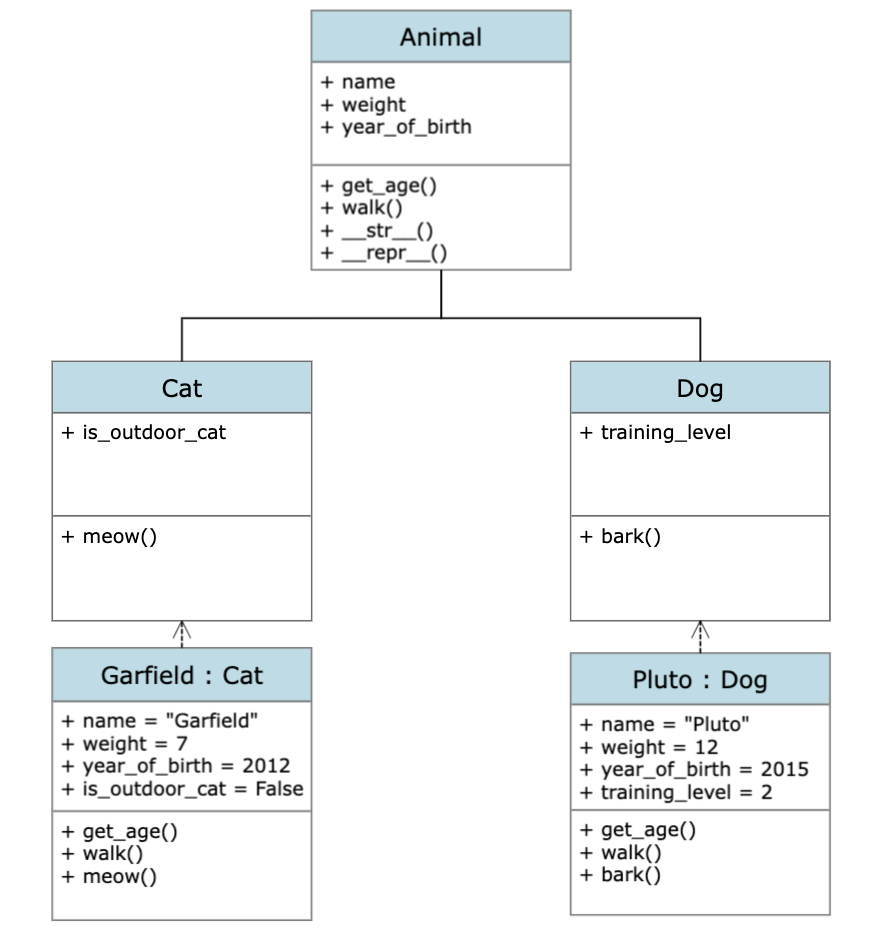 Animal
+ name
+ weight
+ year_of_birth
+ get_age()
+ walk()
+ __str__()
+ __repr__()
Cat
+ is_outdoor_cat
+ meow()
Dog
+ training_level
+ bark()
Garfield : Cat
+ name = "Garfield"
+ weight = 7
+ year_of_birth = 2012
+ is_outdoor_cat = False
+ get_age()
+ walk()
+ meow()
Pluto : Dog
+ name = "Pluto"
+ weight = 12
+ year_of_birth = 2015
+ training_level = 2
+ get_age()
+ walk()
+ bark()